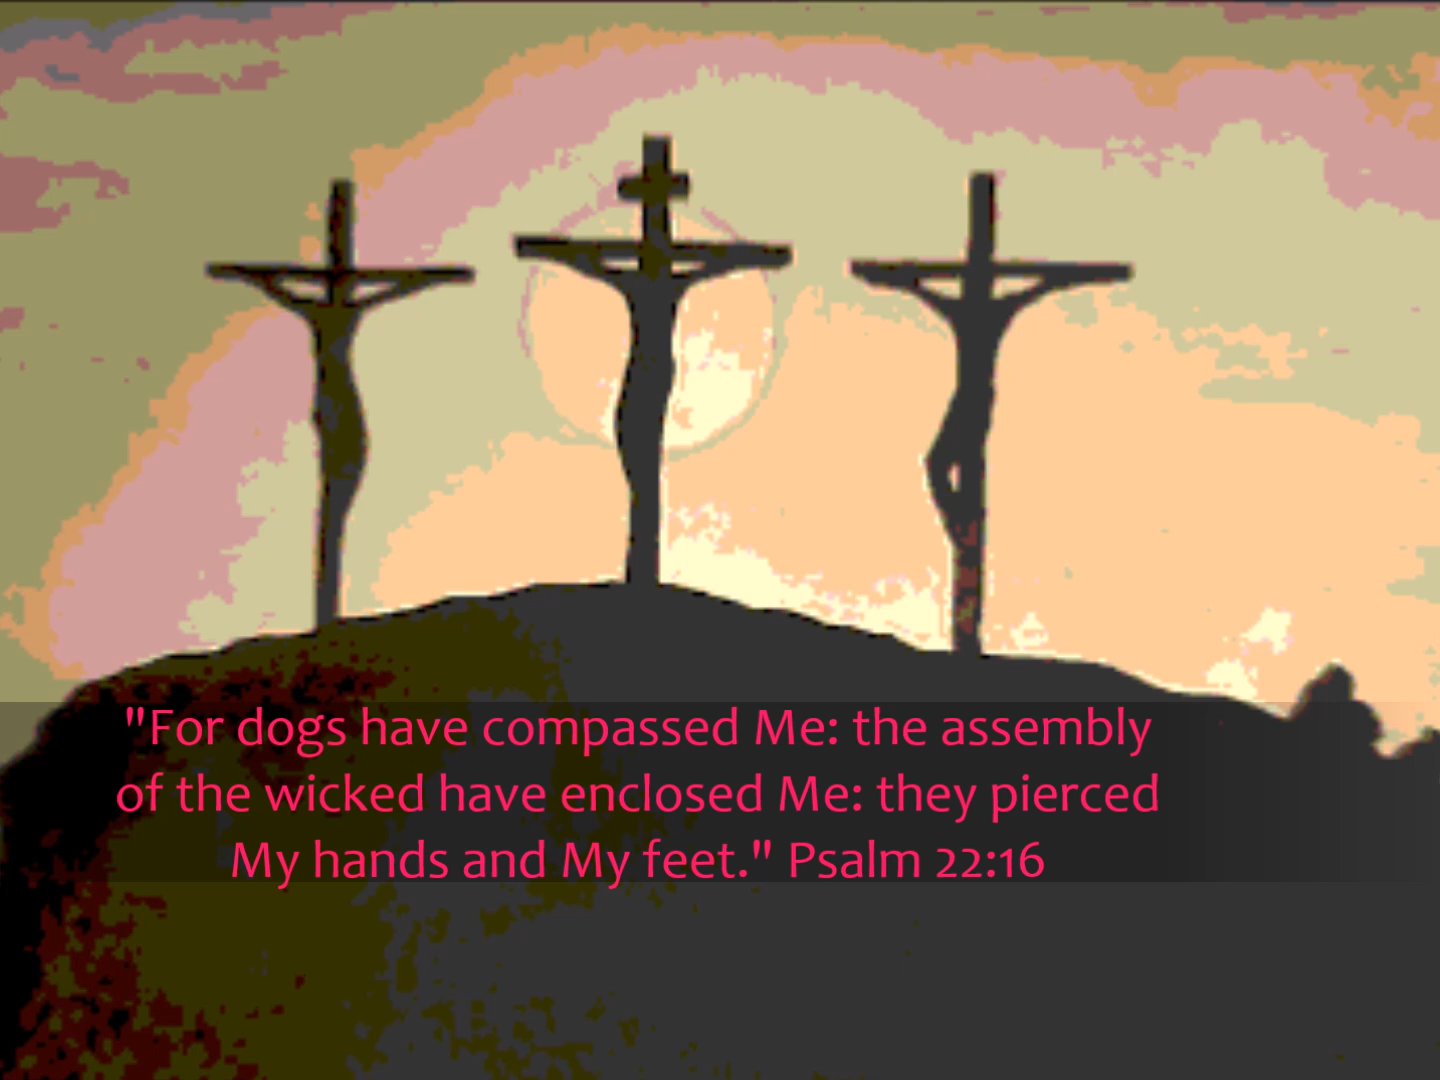 "For dogs have compassed Me: the assembly
of the wicked have enclosed Me: they pierced
My hands and My feet." Psalm 22:16